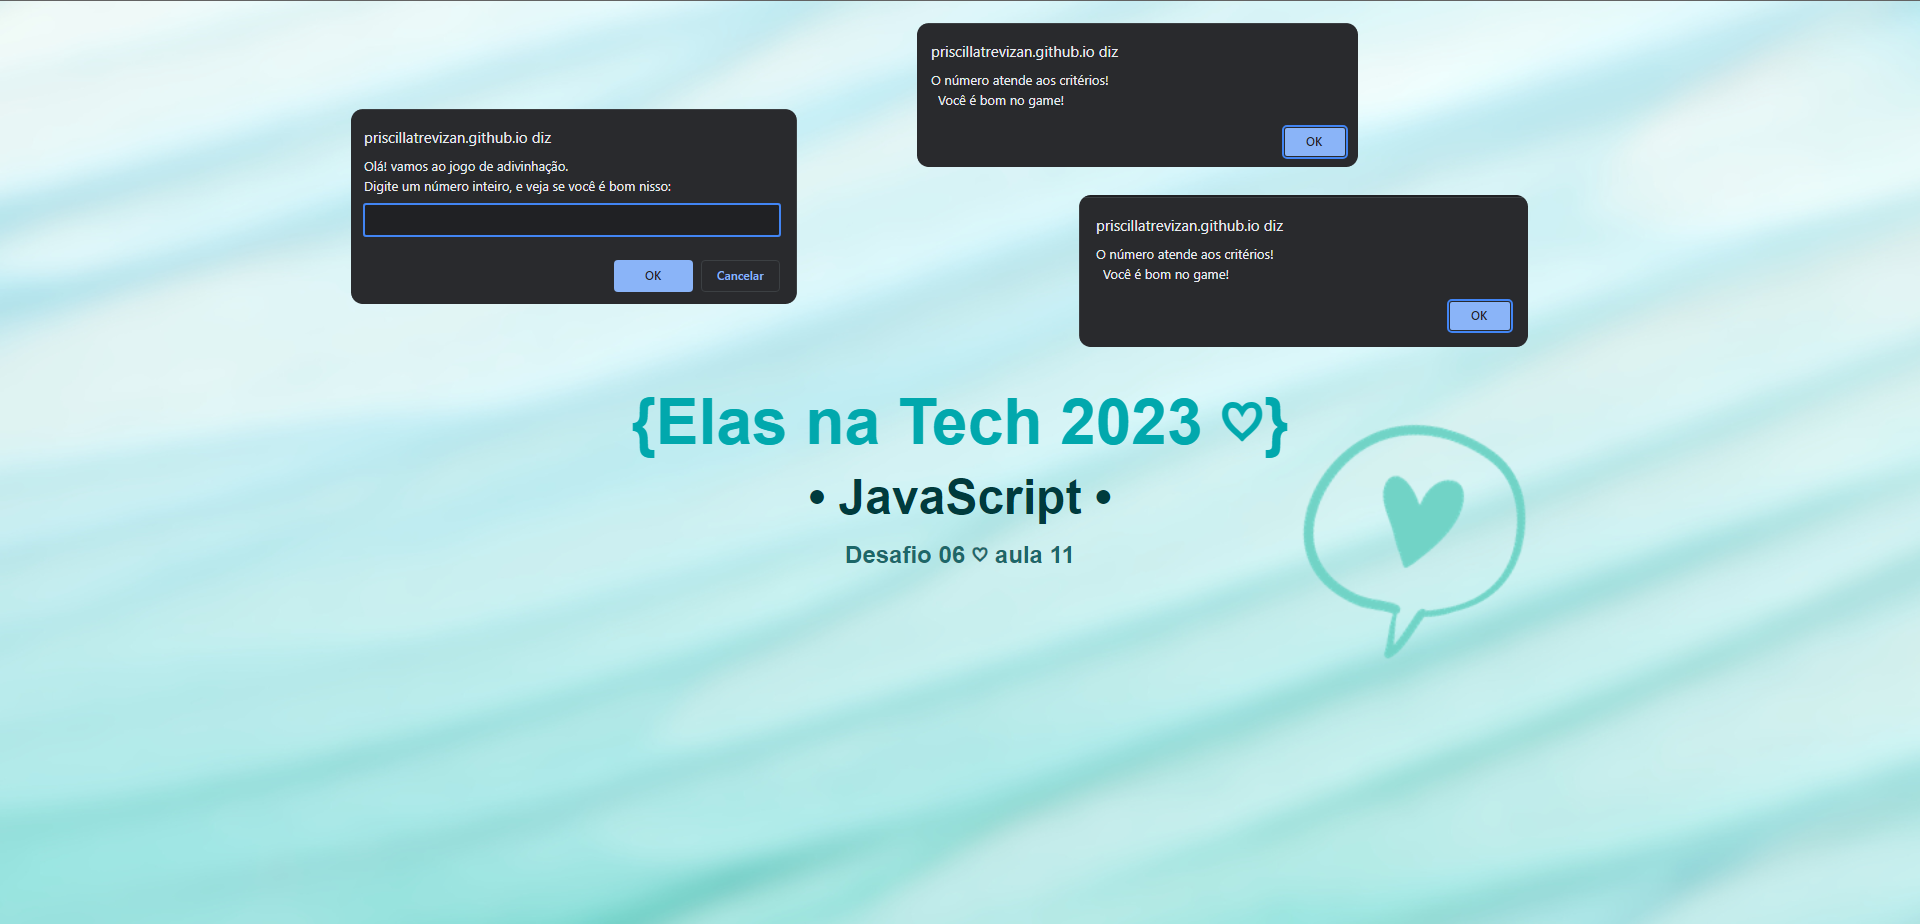 priscillatrevizan.github.io diz
O número atende aos critérios!
Você é bom no game!
OK
priscillatrevizan.github.io diz
Olá! vamos ao jogo de adivinhação.
Digite um número inteiro, e veja se você é bom nisso:
OK
Cancelar
priscillatrevizan.github.io diz
O número atende aos critérios!
Você é bom no game!
OK
{Elas na Tech 2023 ♡}
• JavaScript •
Desafio 06 ♡ aula 11